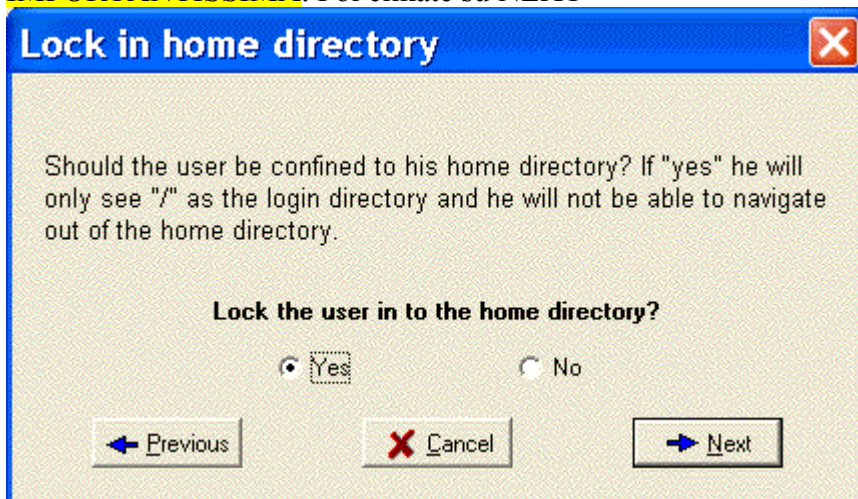 Lock in home directory
Should the user be confined to his home directory? If "yes" he will
only see "/" as the login directory and he will not be able to navigate
out of the home directory.
Lock the user in to the home directory?
Yes No
Previous Cancel Next